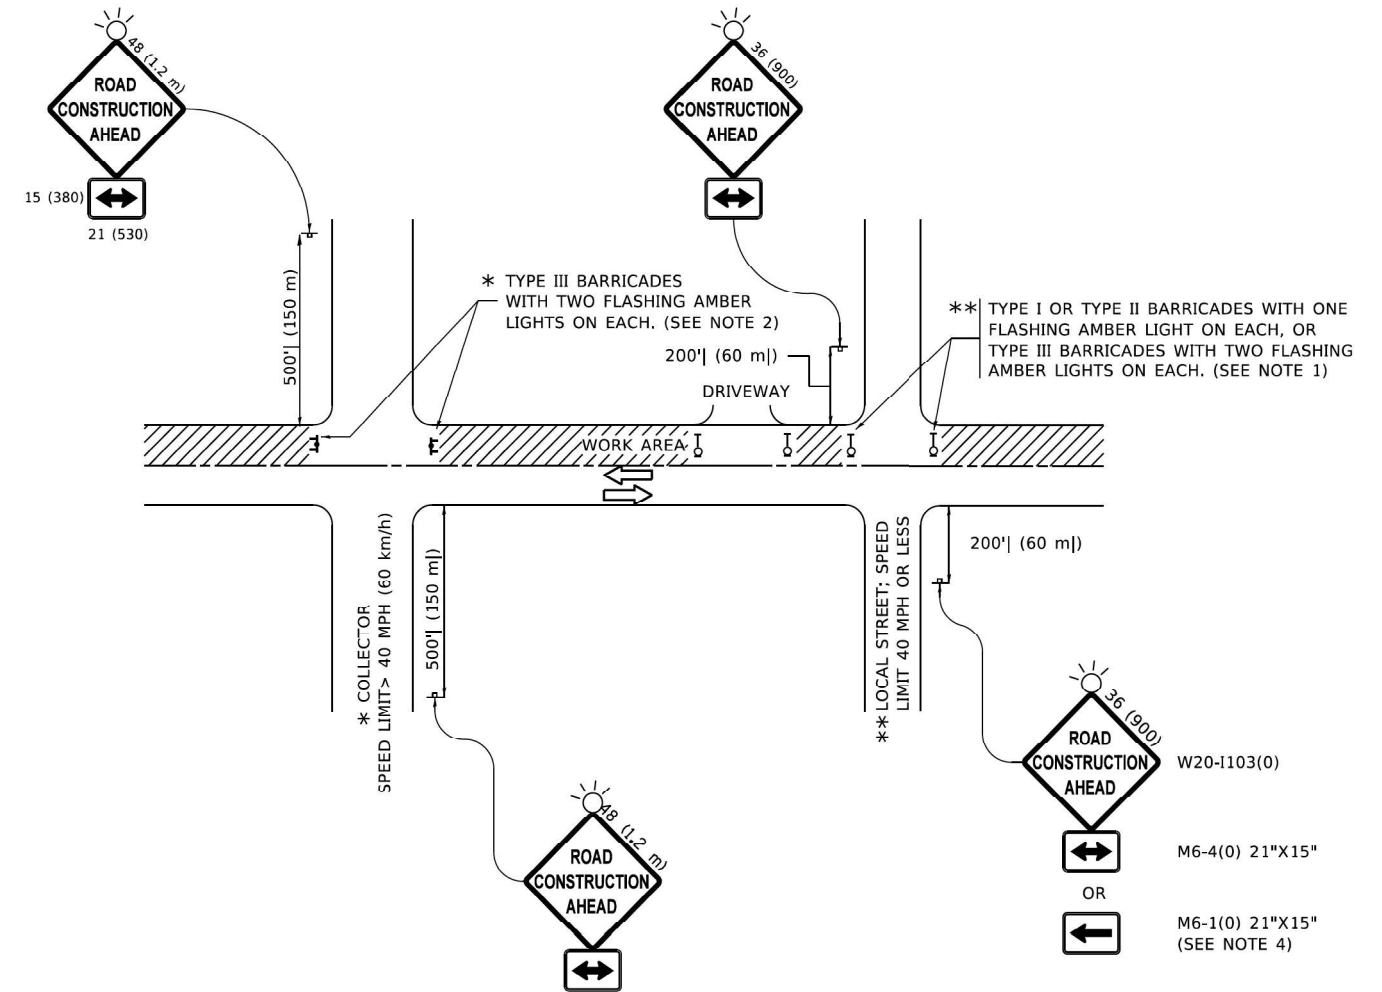 48 (1.2 m)
ROAD
CONSTRUCTION
AHEAD
15 (380)
21 (530)
36 (900)
ROAD
CONSTRUCTION
AHEAD
500'| (150 m)
* TYPE III BARRICADES
WITH TWO FLASHING AMBER
LIGHTS ON EACH. (SEE NOTE 2)
200'| (60 m|)
DRIVEWAY
** TYPE I OR TYPE II BARRICADES WITH ONE
FLASHING AMBER LIGHT ON EACH, OR
TYPE III BARRICADES WITH TWO FLASHING
AMBER LIGHTS ON EACH. (SEE NOTE 1)
WORK AREA
* COLLECTOR
SPEED LIMIT> 40 MPH (60 km/h)
500'| (150 m|)
** LOCAL STREET; SPEED
LIMIT 40 MPH OR LESS
200'| (60 m|)
36 (900)
ROAD
CONSTRUCTION
AHEAD
W20-I103(0)
M6-4(0) 21"X15"
OR
M6-1(0) 21"X15"
(SEE NOTE 4)
48 (1.2 m)
ROAD
CONSTRUCTION
AHEAD